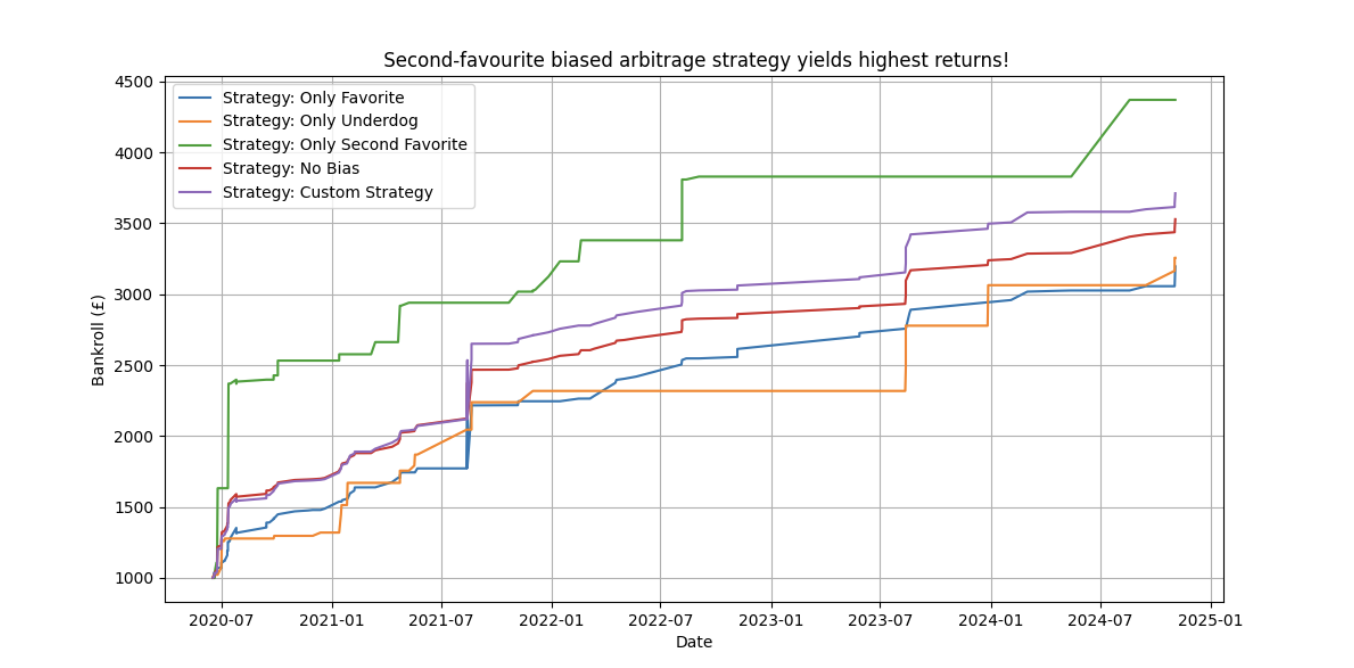 Second-favourite biased arbitrage strategy yields highest returns!
4500
4000
3500
3000
2500
2000
1500
1000
Bankroll (£)
Strategy: Only Favorite
Strategy: Only Underdog
Strategy: Only Second Favorite
Strategy: No Bias
Strategy: Custom Strategy
2020-07 2021-01 2021-07 2022-01 2022-07 2023-01 2023-07 2024-01 2024-07 2025-01
Date